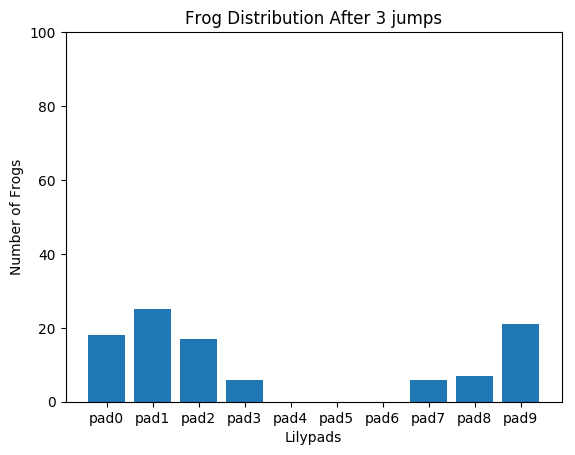 Frog Distribution After 3 jumps
100
80
60
40
20
0
Number of Frogs
pad0 pad1 pad2 pad3 pad4 pad5 pad6 pad7 pad8 pad9
Lilypads